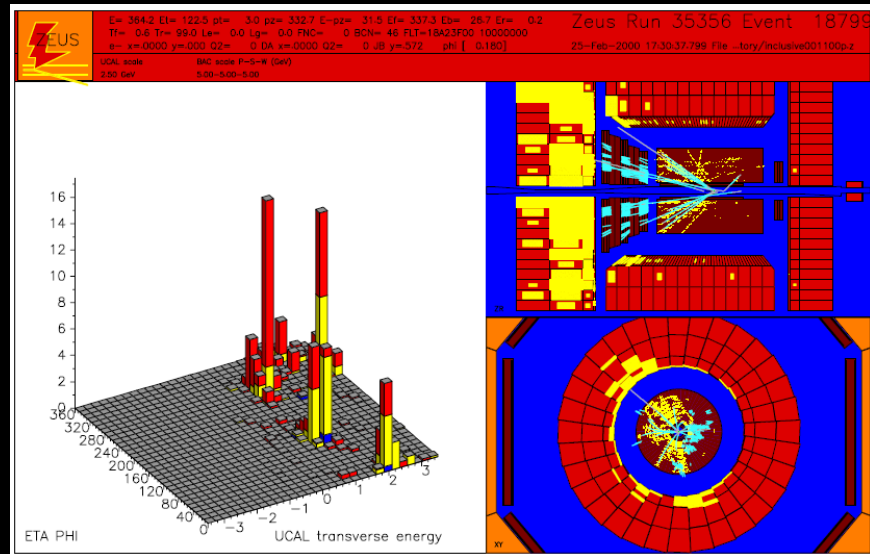 ZEUS
E= 364.2 Et= 122.5 pt= 3.0 pz= 332.7 E-pz= 31.5 Ef= 337.3 Eb= 26.7 Er= 0.2
Tf= 0.6 Tr= 99.0 Le= 0.0 Lg= 0.0 FNC= 0 BCN= 46 FLT=18A23F00 10000000
e- x=.0000 y=.000 Q2= 0 DA x=.0000 Q2= 0 JB y=.572 phi [ 0.180]
UCAL scale
2.50 GeV
BAC scale P-S-W (GeV)
5.00-5.00-5.00
Zeus Run 35356 Event 18799
25-Feb-2000 17:30:37.799 File ...tory/inclusive001100p.z
16
14
12
10
8
6
4
2
0
360
320
280
240
200
160
120
80
40
0
-3
-2
-1
0
1
2
3
ETA PHI
UCAL transverse energy
XY